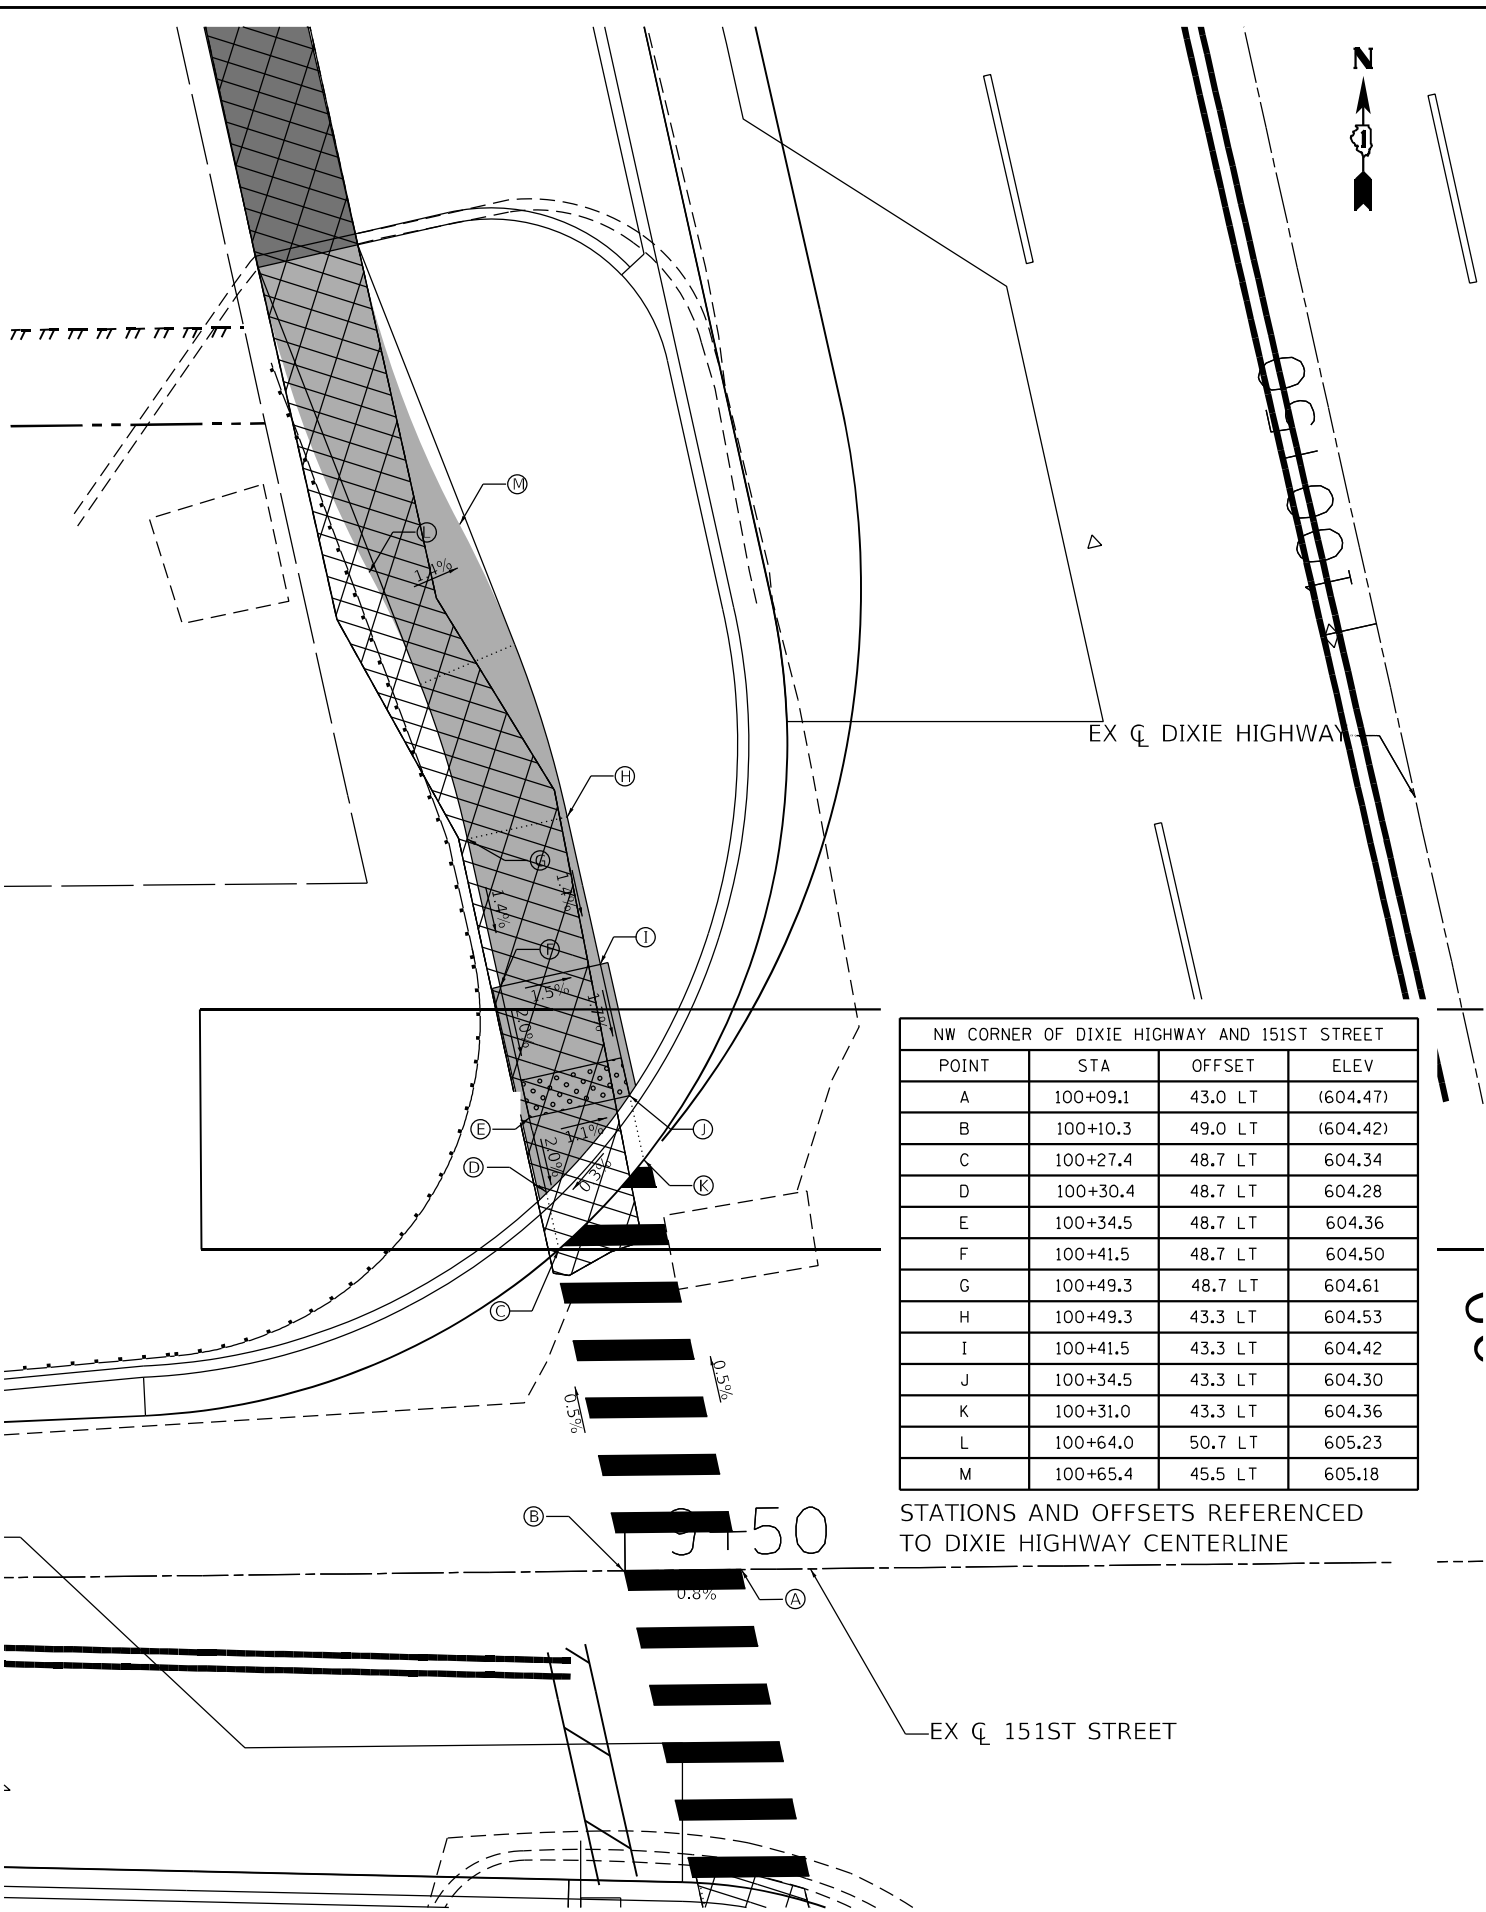 N
1
100+50
M
L
1.4%
EX ℄ DIXIE HIGHWAY
H
G
1.4%
1.4%
F
I
1.5%
2.0%
1.7%
E
J
1.1%
D
2.0%
0.3%
K
C
NW CORNER OF DIXIE HIGHWAY AND 151ST STREET
POINT STA OFFSET ELEV
A 100+09.1 43.0 LT (604.47)
B 100+10.3 49.0 LT (604.42)
C 100+27.4 48.7 LT 604.34
D 100+30.4 48.7 LT 604.28
E 100+34.5 48.7 LT 604.36
F 100+41.5 48.7 LT 604.50
G 100+49.3 48.7 LT 604.61
H 100+49.3 43.3 LT 604.53
I 100+41.5 43.3 LT 604.42
J 100+34.5 43.3 LT 604.30
K 100+31.0 43.3 LT 604.36
L 100+64.0 50.7 LT 605.23
M 100+65.4 45.5 LT 605.18
STATIONS AND OFFSETS REFERENCED
TO DIXIE HIGHWAY CENTERLINE
0.5%
0.5%
B
9+50
0.8%
A
EX ℄ 151ST STREET